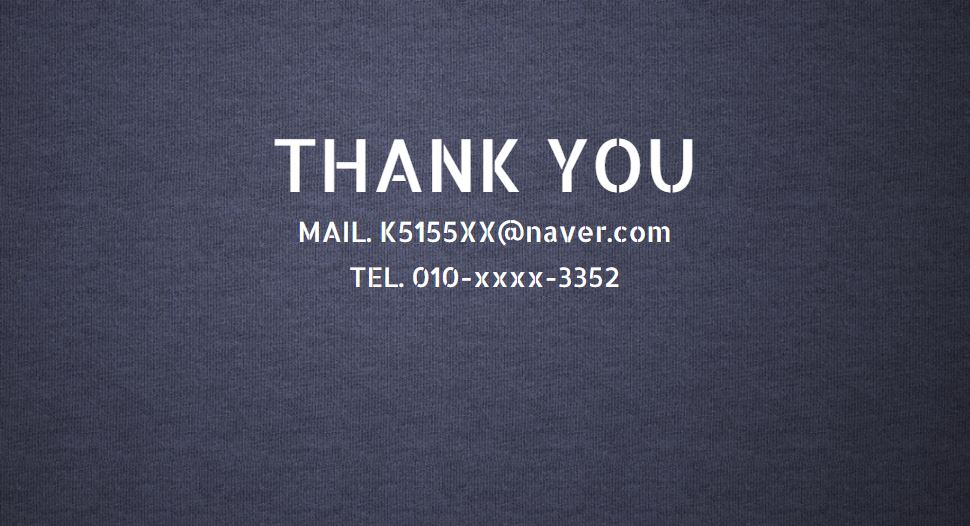 THANK YOU
MAIL. K5155XX@naver.com
TEL. 010-xxxx-3352